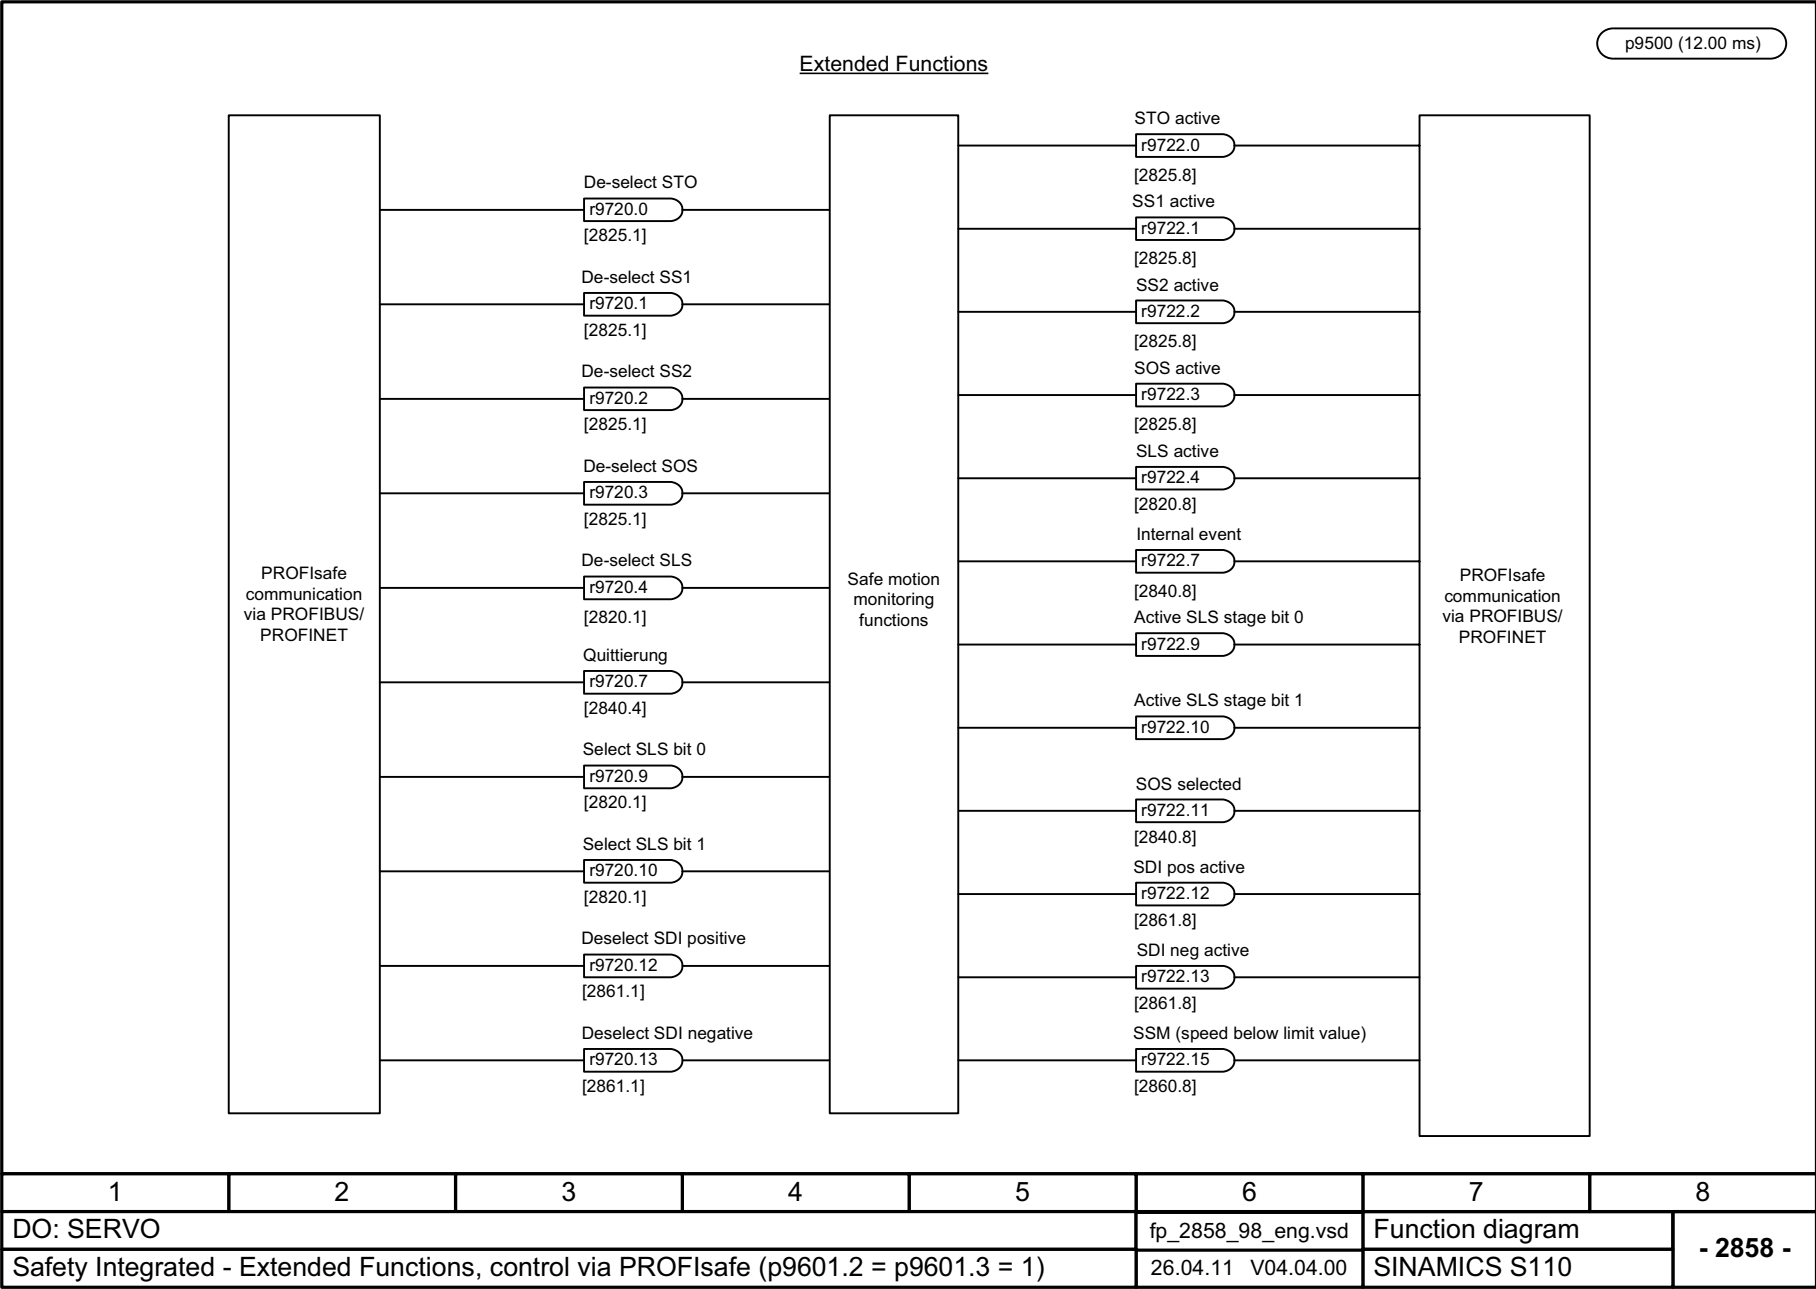 p9500 (12.00 ms)
Extended Functions
PROFIsafe
communication
via PROFIBUS/
PROFINET
De-select STO
r9720.0
[2825.1]
De-select SS1
r9720.1
[2825.1]
De-select SS2
r9720.2
[2825.1]
De-select SOS
r9720.3
[2825.1]
De-select SLS
r9720.4
[2820.1]
Quittierung
r9720.7
[2840.4]
Select SLS bit 0
r9720.9
[2820.1]
Select SLS bit 1
r9720.10
[2820.1]
Deselect SDI positive
r9720.12
[2861.1]
Deselect SDI negative
r9720.13
[2861.1]
Safe motion
monitoring
functions
STO active
r9722.0
[2825.8]
SS1 active
r9722.1
[2825.8]
SS2 active
r9722.2
[2825.8]
SOS active
r9722.3
[2825.8]
SLS active
r9722.4
[2820.8]
Internal event
r9722.7
[2840.8]
Active SLS stage bit 0
r9722.9
Active SLS stage bit 1
r9722.10
SOS selected
r9722.11
[2840.8]
SDI pos active
r9722.12
[2861.8]
SDI neg active
r9722.13
[2861.8]
SSM (speed below limit value)
r9722.15
[2860.8]
PROFIsafe
communication
via PROFIBUS/
PROFINET
1 2 3 4 5 6 7 8
DO: SERVO
fp_2858_98_eng.vsd
Function diagram
- 2858 -
Safety Integrated - Extended Functions, control via PROFIsafe (p9601.2 = p9601.3 = 1)
26.04.11 V04.04.00
SINAMICS S110